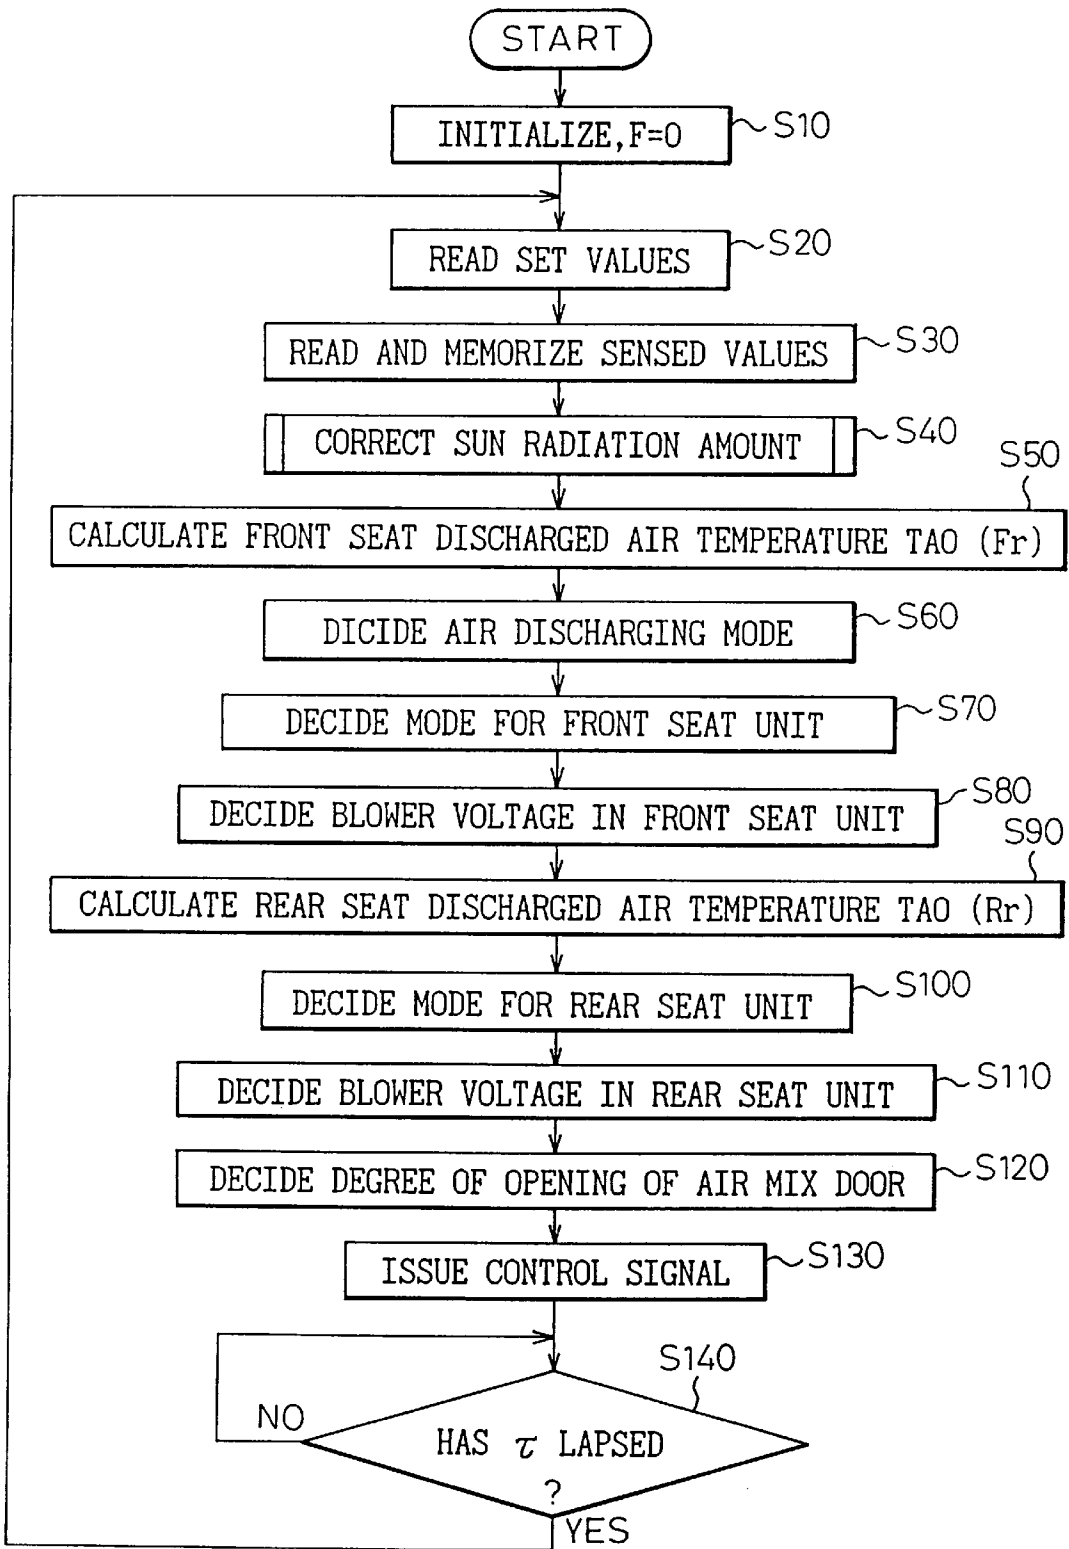 START
INITIALIZE,F=0
S10
READ SET VALUES
S20
READ AND MEMORIZE SENSED VALUES
S30
CORRECT SUN RADIATION AMOUNT
S40
S50
CALCULATE FRONT SEAT DISCHARGED AIR TEMPERATURE TAO (Fr)
DICIDE AIR DISCHARGING MODE
S60
DECIDE MODE FOR FRONT SEAT UNIT
S70
DECIDE BLOWER VOLTAGE IN FRONT SEAT UNIT
S80
S90
CALCULATE REAR SEAT DISCHARGED AIR TEMPERATURE TAO (Rr)
DECIDE MODE FOR REAR SEAT UNIT
S100
DECIDE BLOWER VOLTAGE IN REAR SEAT UNIT
S110
DECIDE DEGREE OF OPENING OF AIR MIX DOOR
S120
ISSUE CONTROL SIGNAL
S130
S140
NO
HAS τ LAPSED
?
YES